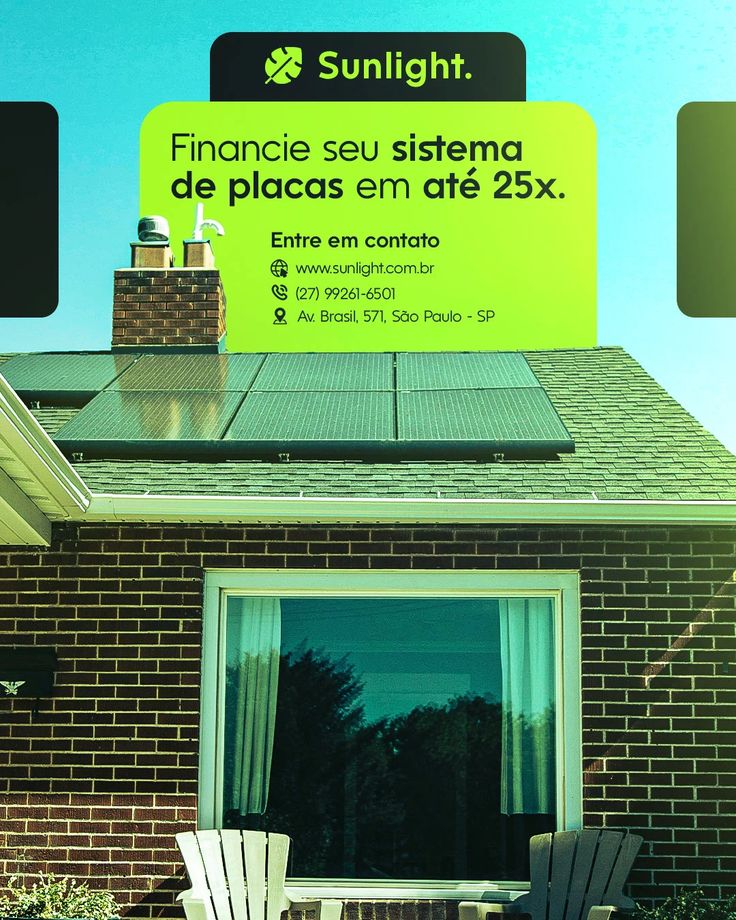 Sunlight.
Financie seu sistema
de placas em até 25x.
Entre em contato
www.sunlight.com.br
(27) 99261-6501
Av. Brasil, 571, São Paulo - SP